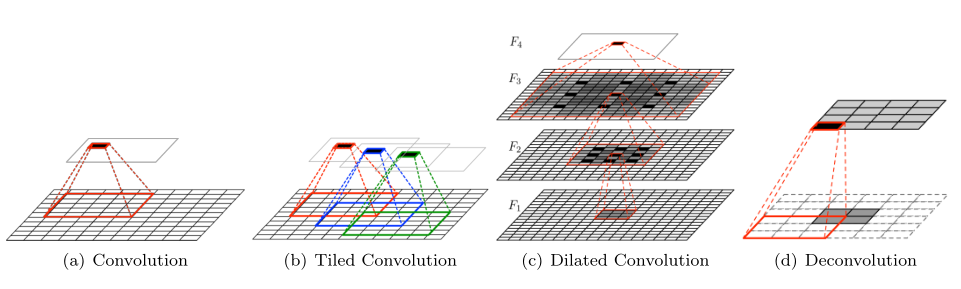 F4
F3
F2
F1
(a) Convolution
(b) Tiled Convolution
(c) Dilated Convolution
(d) Deconvolution